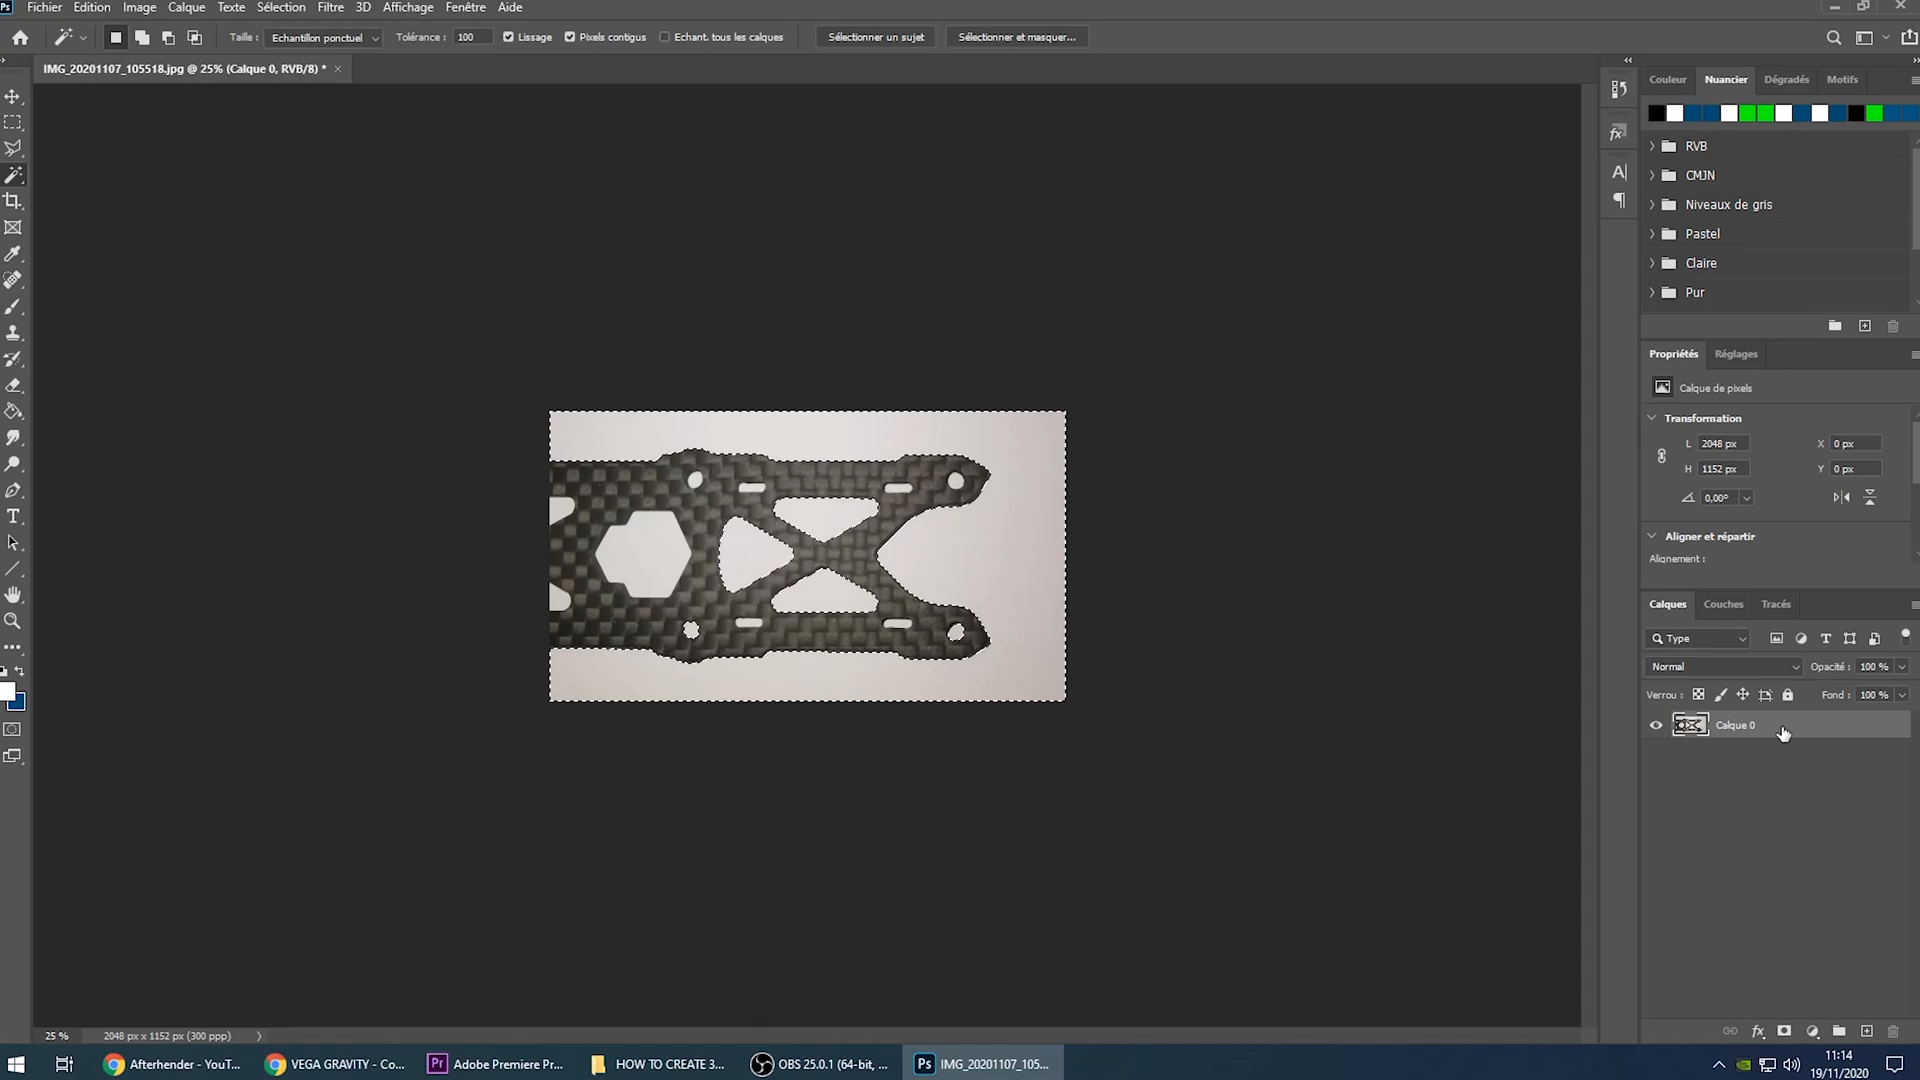 Ps Fichier Edition Image Calque Texte Sélection Filtre 3D Affichage Fenêtre Aide
Taille : Echantillon ponctuel Tolérance : 100 Lissage Pixels contigus Echant. tous les calques Sélectionner un sujet Sélectionner et masquer...
IMG_20201107_105518.jpg @ 25% (Calque 0, RVB/8) * ×
Couleur Nuancier Dégradés Motifs
RVB
CMJN
Niveaux de gris
Pastel
Claire
Pur
Propriétés Réglages
Calque de pixels
Transformation
L 2048 px X 0 px
H 1152 px Y 0 px
0,00°
Aligner et répartir
Alignement :
Calques Couches Tracés
Type
Normal Opacité : 100 %
Verrou : Fond : 100 %
Calque 0
25 % 2048 px x 1152 px (300 ppp)
Afterhender - YouT... VEGA GRAVITY - Co... Pr Adobe Premiere Pr... HOW TO CREATE 3... OBS 25.0.1 (64-bit, ... Ps IMG_20201107_105... 11:14
19/11/2020